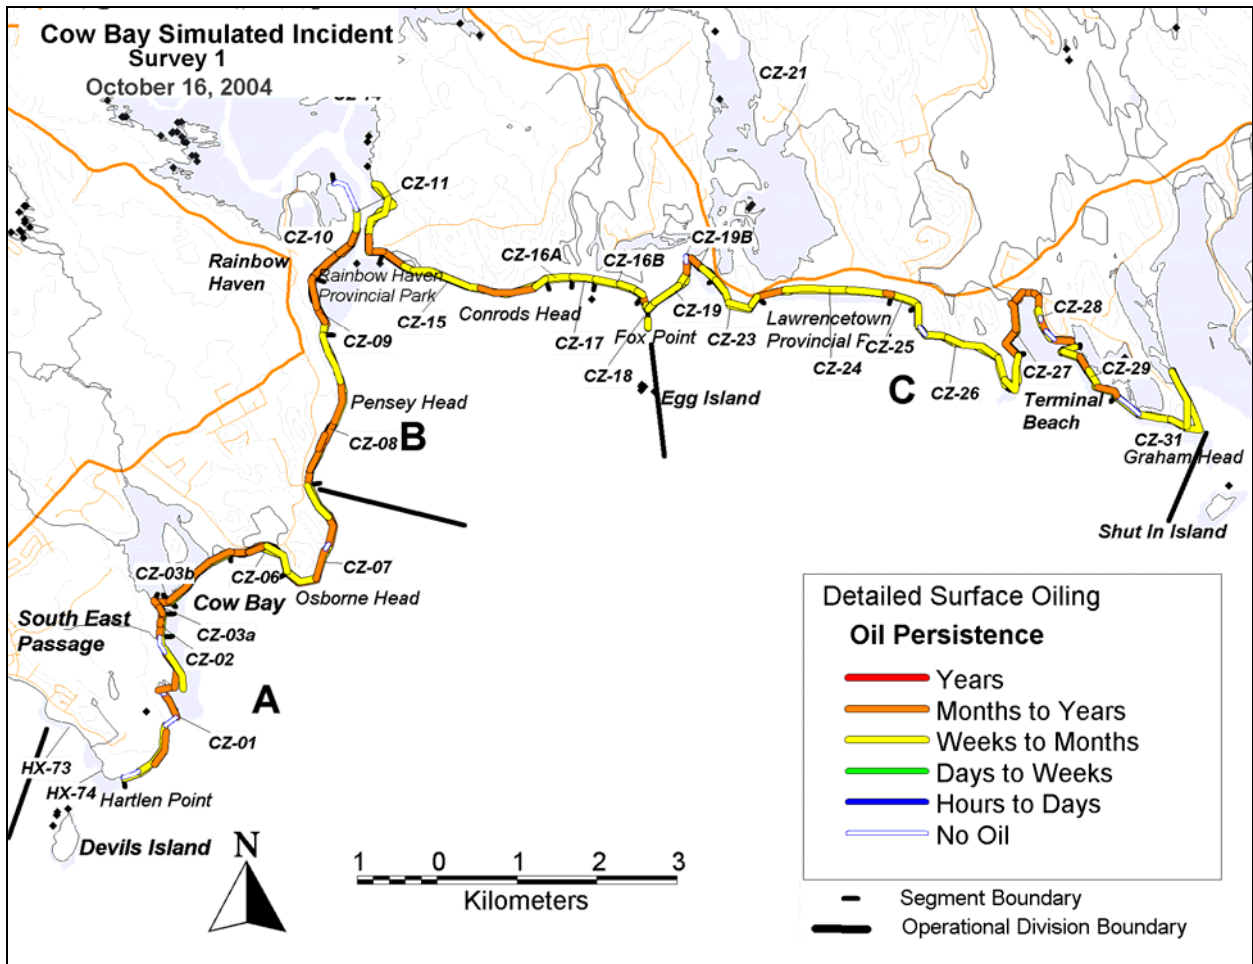 Cow Bay Simulated Incident
Survey 1
October 16, 2004
CZ-21
CZ-11
CZ-10
CZ-19B
CZ-16A
CZ-16B
Rainbow
Haven
Rainbow Haven
Provincial Park
CZ-15
Conrods Head
CZ-19
CZ-23
Lawrencetown
Provincial
CZ-25
CZ-28
CZ-09
CZ-17
Fox Point
CZ-18
CZ-24
CZ-26
CZ-27
CZ-29
Terminal
Beach
Egg Island
C
Pensey Head
B
CZ-08
CZ-31
Graham Head
Shut In Island
CZ-03b
CZ-06
CZ-07
Cow Bay
Osborne Head
South East
Passage
CZ-03a
CZ-02
A
CZ-01
HX-73
HX-74
Hartlen Point
Devils Island
N
1 0 1 2 3
Kilometers
Detailed Surface Oiling
Oil Persistence
Years
Months to Years
Weeks to Months
Days to Weeks
Hours to Days
No Oil
Segment Boundary
Operational Division Boundary